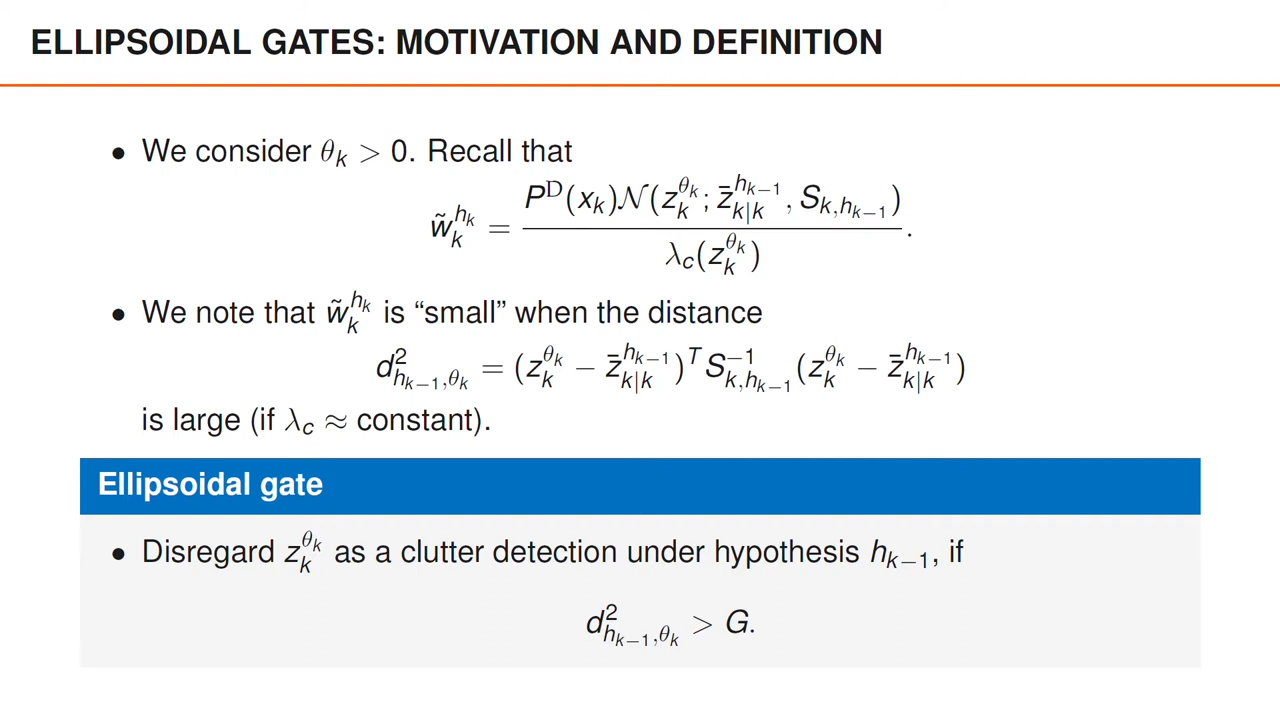 ELLIPSOIDAL GATES: MOTIVATION AND DEFINITION
• We consider θ_k > 0. Recall that
w̃_k^{h_k} = \frac{P^D(x_k) 𝒩(z_k^{θ_k}; z̄_{k|k}^{h_{k−1}}, S_{k,h_{k−1}})}{λ_c(z_k^{θ_k})}.
• We note that w̃_k^{h_k} is “small” when the distance
d²_{h_{k−1},θ_k} = (z_k^{θ_k} − z̄_{k|k}^{h_{k−1}})^T S_{k,h_{k−1}}^{−1} (z_k^{θ_k} − z̄_{k|k}^{h_{k−1}})
is large (if λ_c ≈ constant).
Ellipsoidal gate
• Disregard z_k^{θ_k} as a clutter detection under hypothesis h_{k−1}, if
d²_{h_{k−1},θ_k} > G.